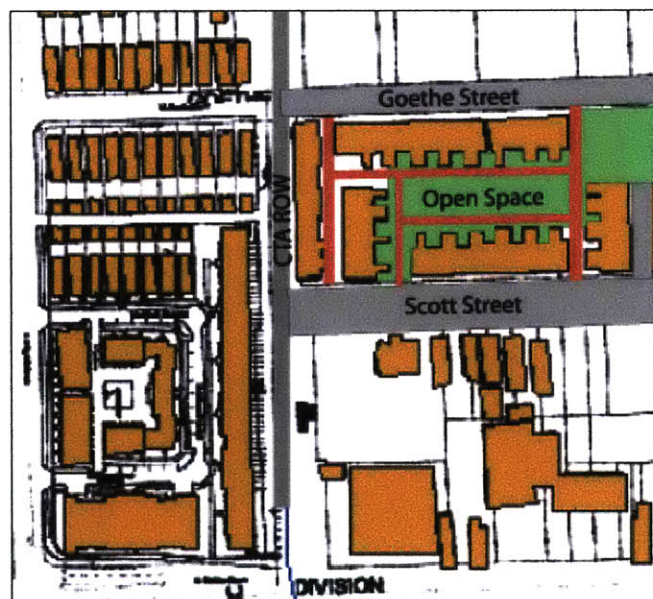 Goethe Street
CTA ROW
Open Space
Scott Street
DIVISION